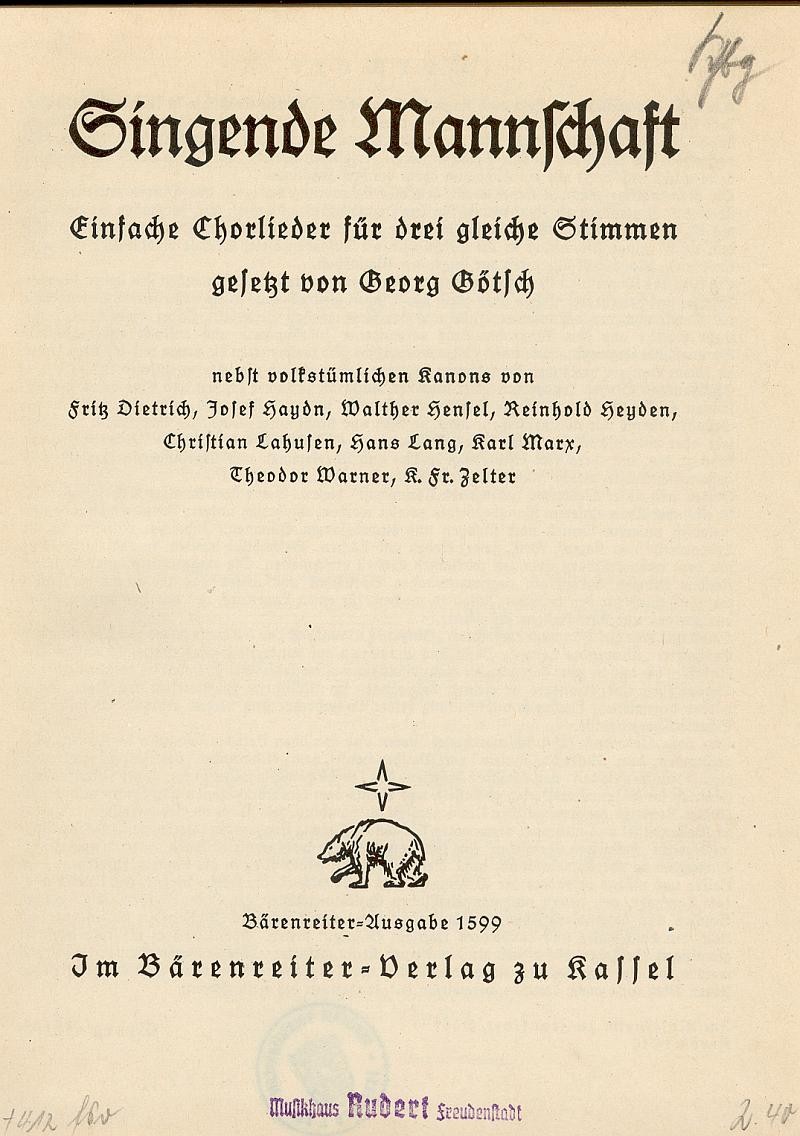 Singende Mannschaft
Einfache Chorlieder für drei gleiche Stimmen
gesetzt von Georg Götsch
nebst volkstümlichen Kanons von
Fritz Dietrich, Josef Haydn, Walther Hensel, Reinhold Heyden,
Christian Lahusen, Hans Lang, Karl Marx,
Theodor Warner, K. Fr. Zelter
Bärenreiter-Ausgabe 1599
Im Bärenreiter-Verlag zu Kassel
Musikhaus Rudert Freudenstadt
2.40